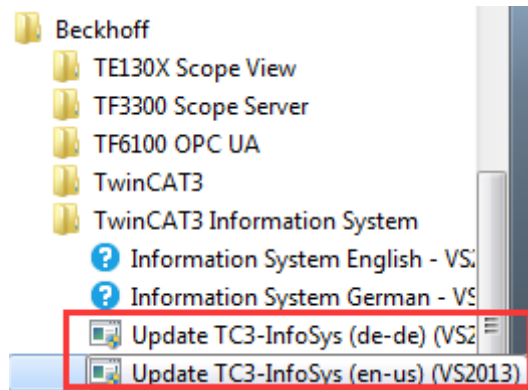 Beckhoff
TE130X Scope View
TF3300 Scope Server
TF6100 OPC UA
TwinCAT3
TwinCAT3 Information System
Information System English - VS
Information System German - VS
Update TC3-InfoSys (de-de) (VS2
Update TC3-InfoSys (en-us) (VS2013)